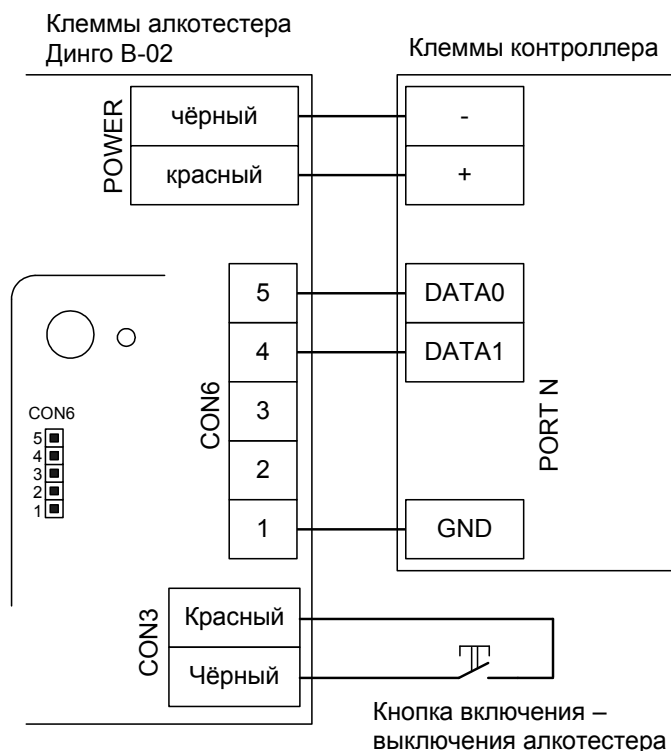 Клеммы алкотестера
Динго В-02
Клеммы контроллера
POWER
чёрный
-
красный
+
CON6
5
DATA0
4
DATA1
3
2
1
GND
PORT N
CON6
5
4
3
2
1
CON3
Красный
Чёрный
Кнопка включения –
выключения алкотестера